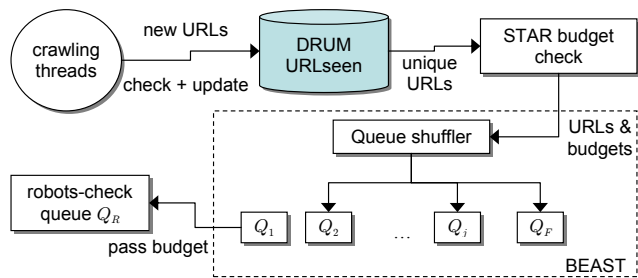 crawling
threads
new URLs
check + update
DRUM
URLseen
unique
URLs
STAR budget
check
URLs &
budgets
Queue shuffler
robots-check
queue Q_R
pass budget
Q_1
Q_2
...
Q_j
Q_F
BEAST